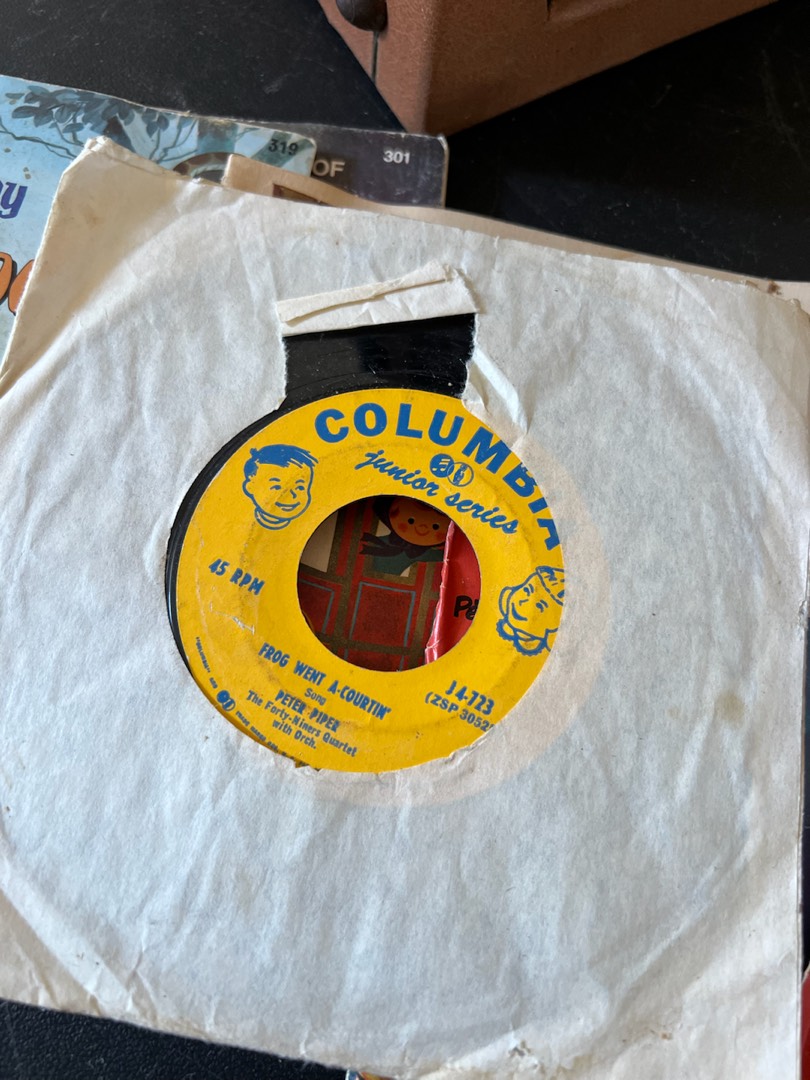 319
OF
301
COLUMBIA
junior series
45 RPM
FROG WENT A-COURTIN'
Song
PETER PIPER
The Forty-Niners Quartet
with Orch.
J 4-723
(ZSP 3052